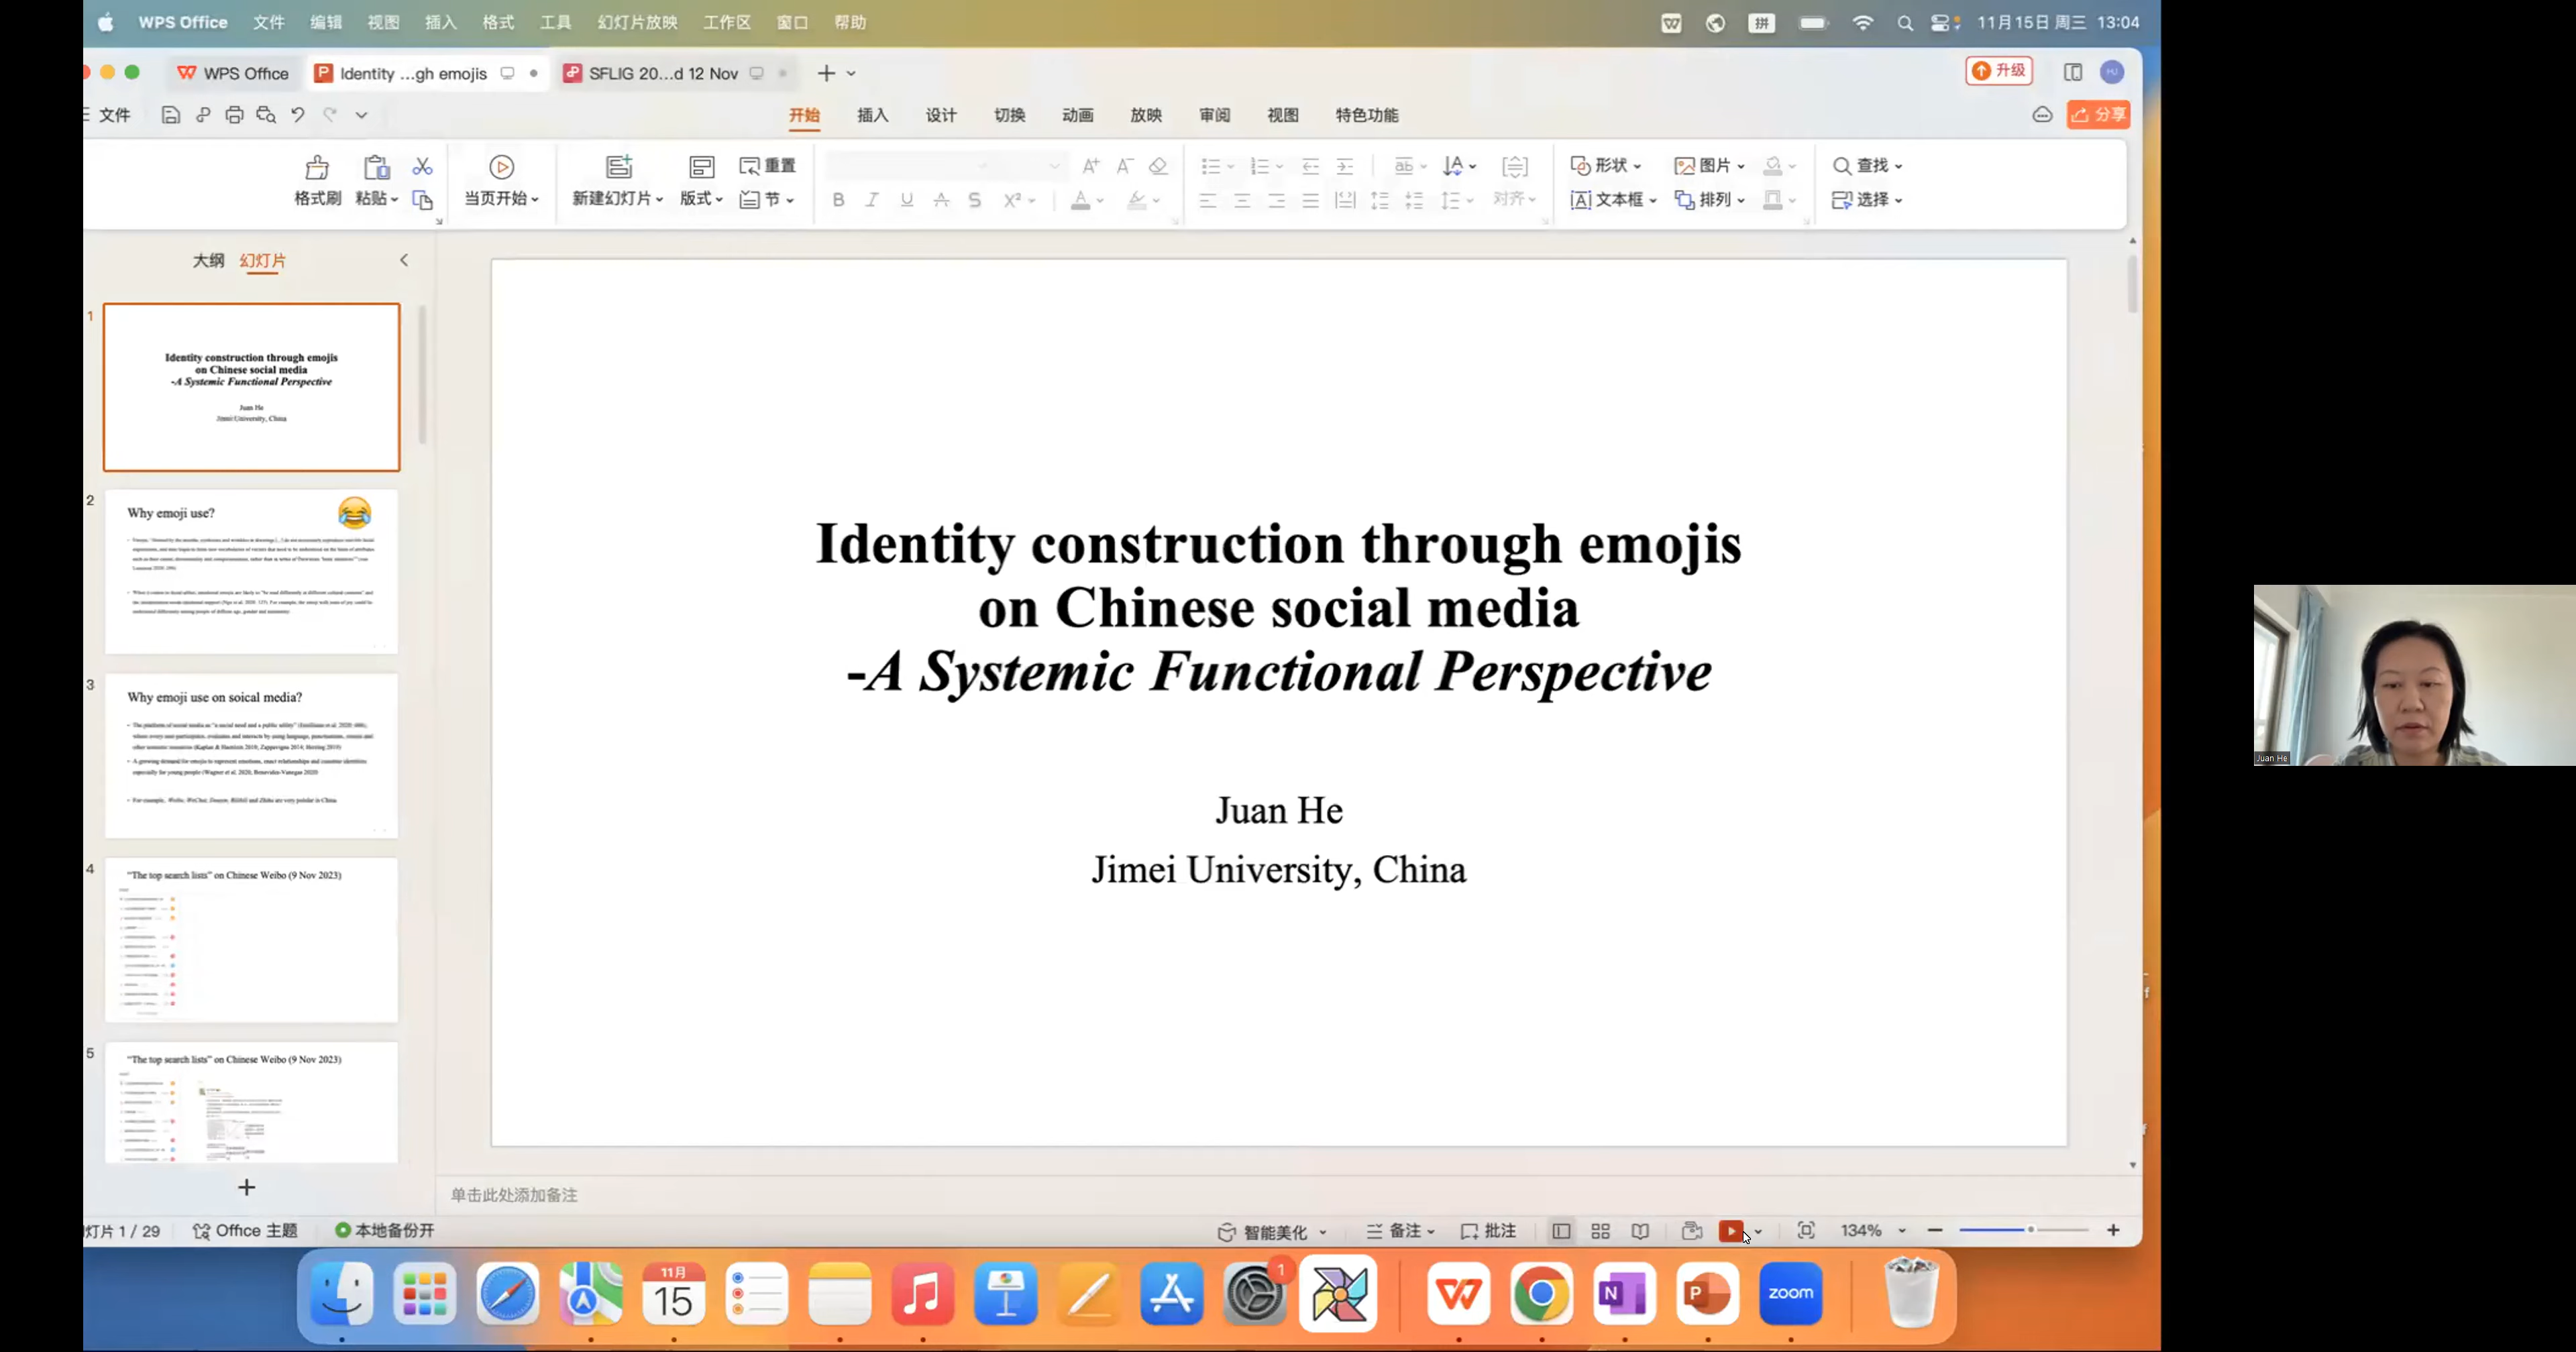 WPS Office 文件 编辑 视图 插入 格式 工具 幻灯片放映 工作区 窗口 帮助
拼 11月15日 周三 13:04
WPS Office Identity ...gh emojis SFLIG 20...d 12 Nov 升级 HJ
文件 开始 插入 设计 切换 动画 放映 审阅 视图 特色功能 分享
格式刷 粘贴 当页开始 新建幻灯片 版式 重置 节 对齐 形状 图片 查找
文本框 排列 选择
大纲 幻灯片
1
Identity construction through emojis
on Chinese social media
-A Systemic Functional Perspective
Juan He
Jimei University, China
2
Why emoji use?
3
Why emoji use on soical media?
4
"The top search lists" on Chinese Weibo (9 Nov 2023)
5
"The top search lists" on Chinese Weibo (9 Nov 2023)
Identity construction through emojis
on Chinese social media
-A Systemic Functional Perspective
Juan He
Jimei University, China
单击此处添加备注
灯片 1 / 29 Office 主题 本地备份开 智能美化 备注 批注 134%
11月
15
1
zoom
Juan He